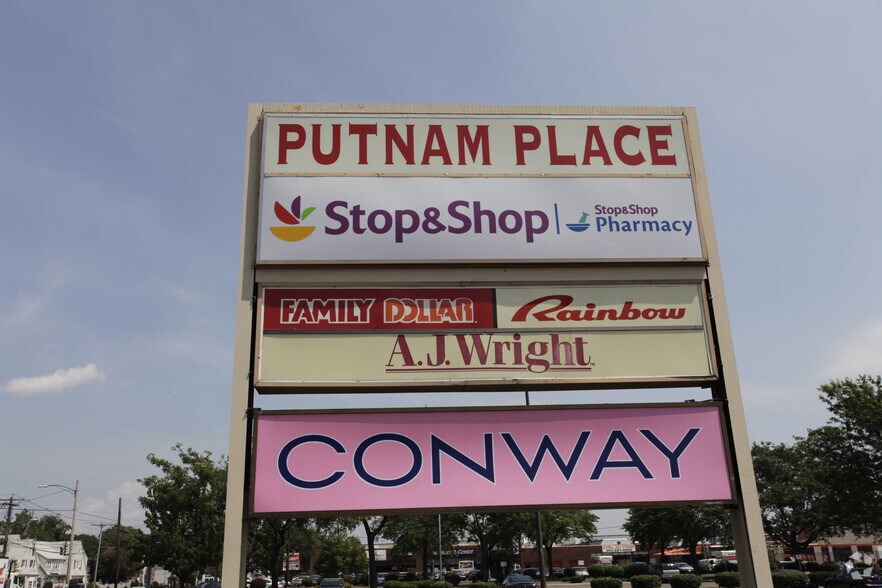 PUTNAM PLACE
Stop&Shop
Stop&Shop
Pharmacy
FAMILY DOLLAR
Rainbow
A.J.Wright
CONWAY